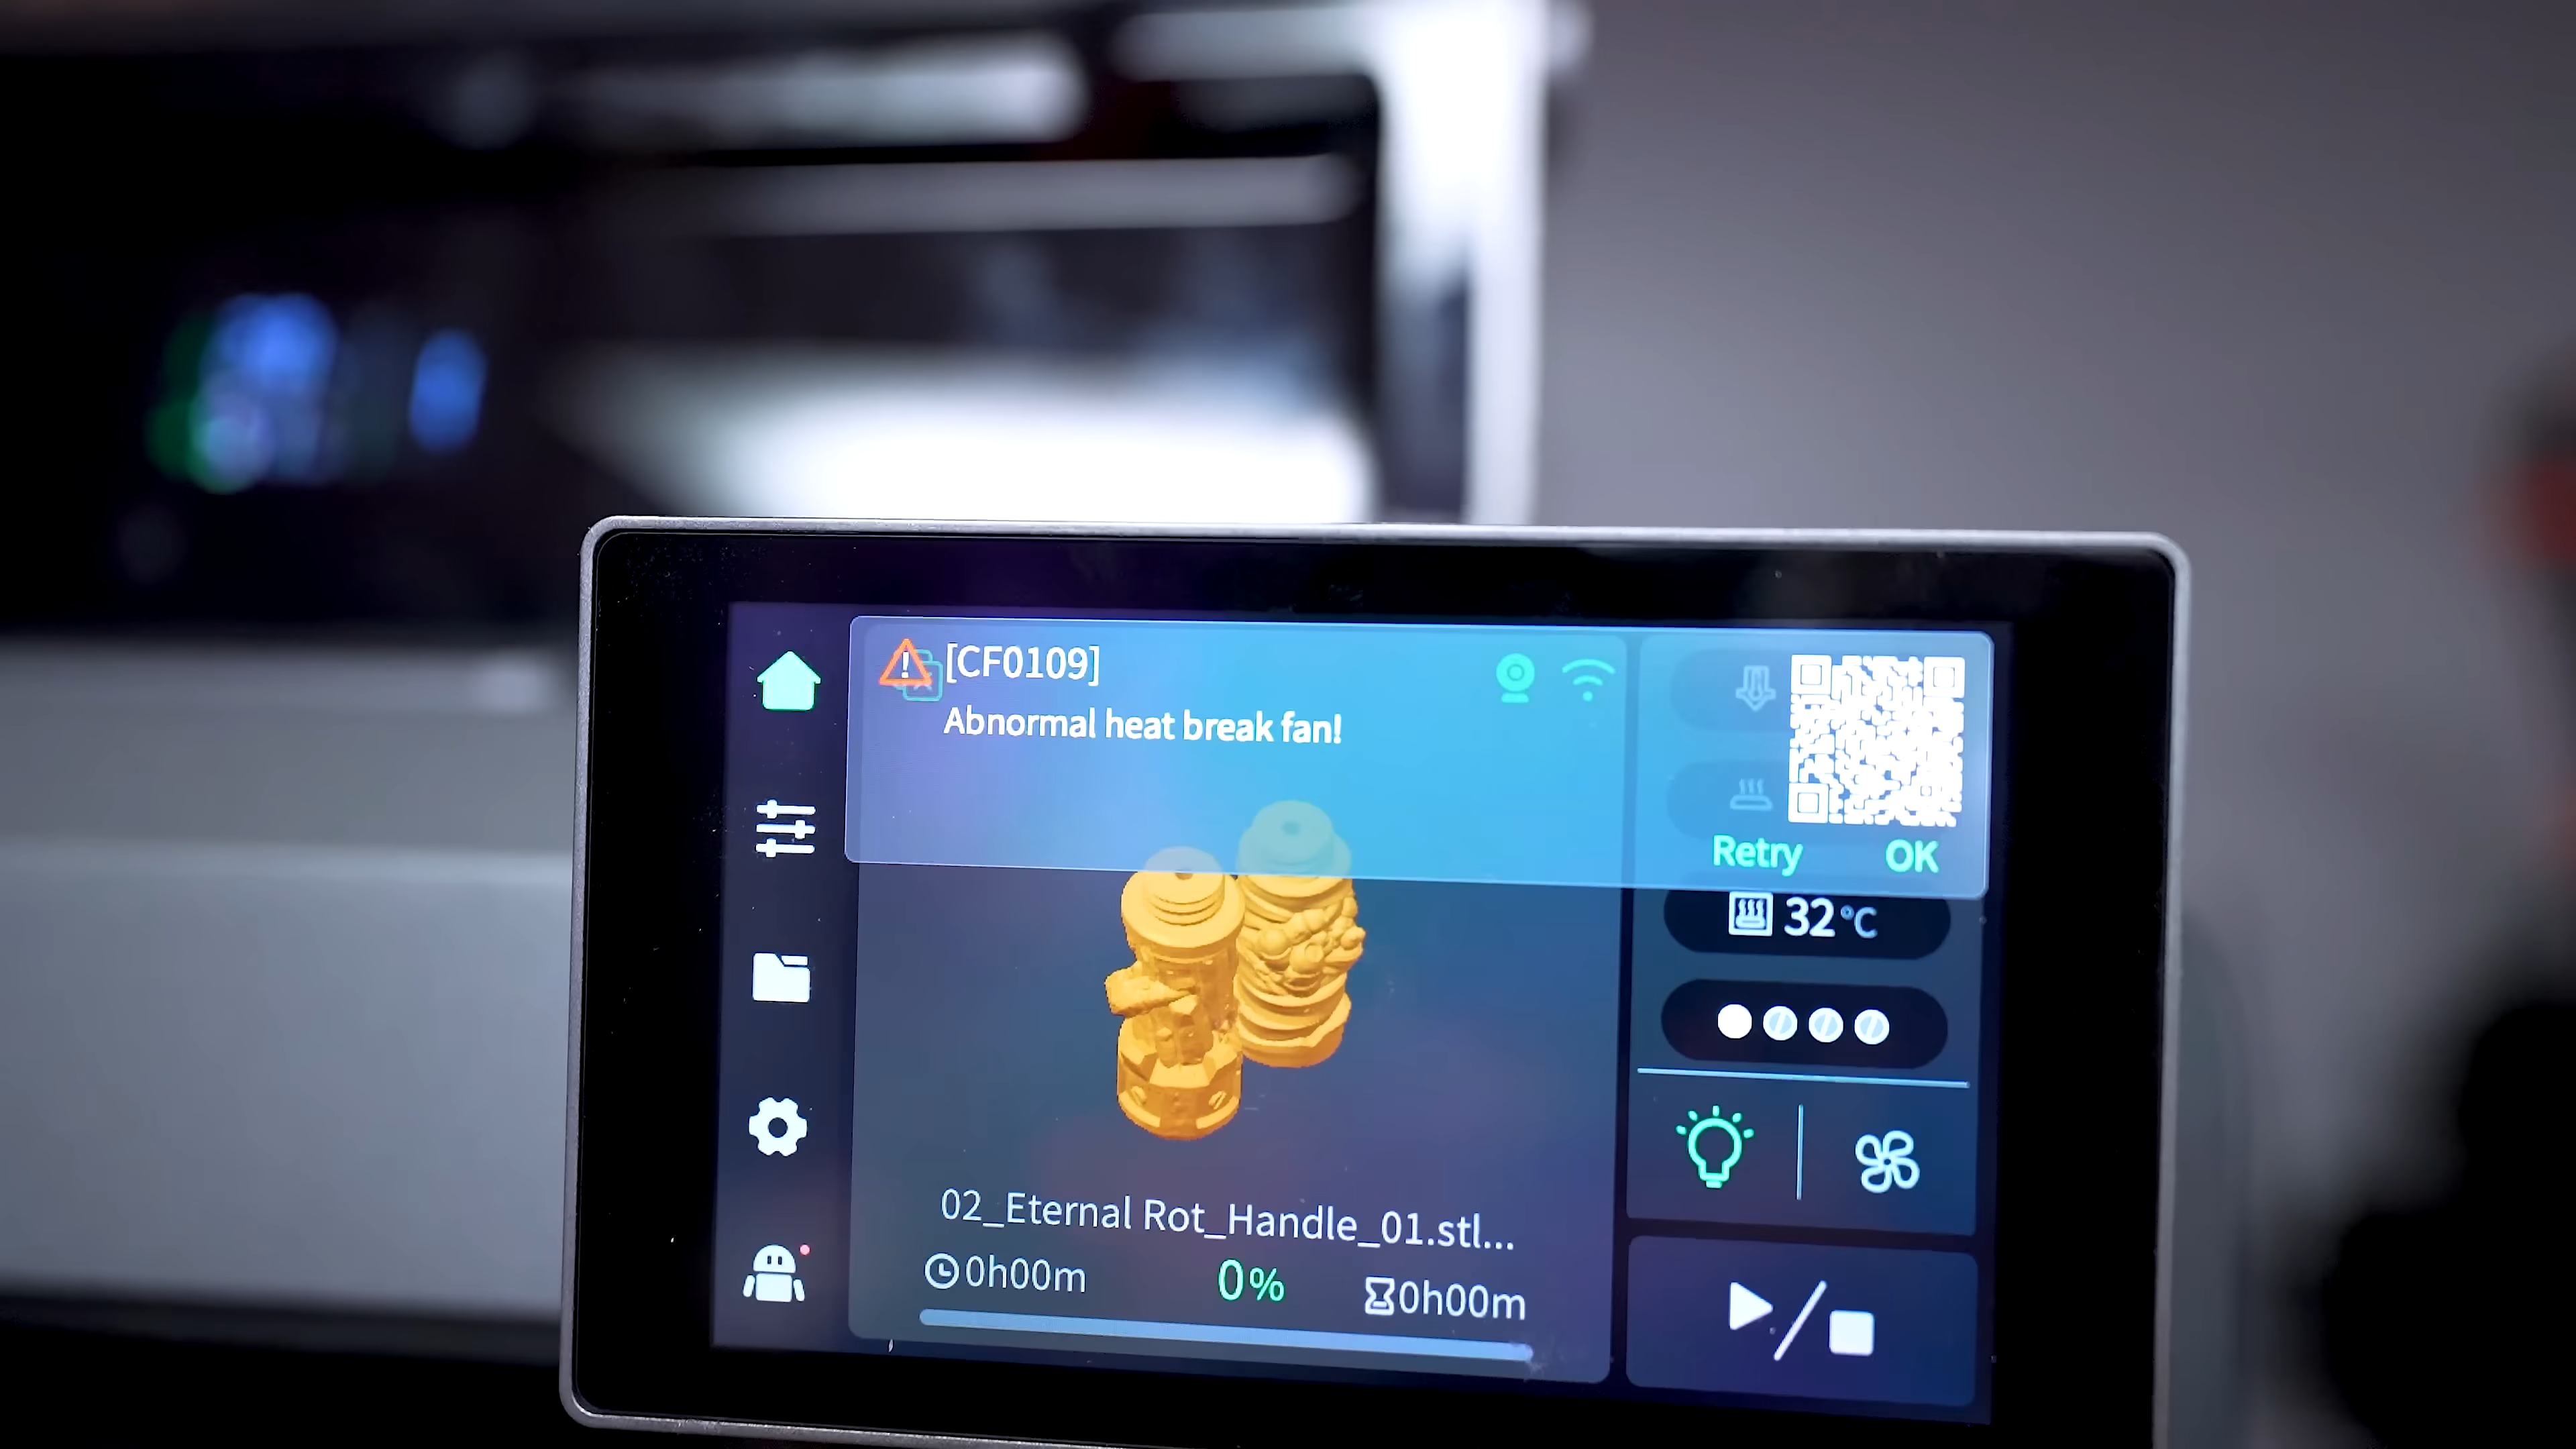 [CF0109]
Abnormal heat break fan!
Retry
OK
32°C
02_Eternal Rot_Handle_01.stl...
0h00m
0%
0h00m